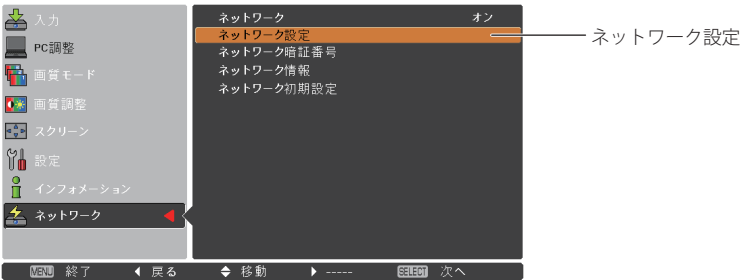 入力
PC調整
画質モード
画質調整
スクリーン
設定
インフォメーション
ネットワーク
ネットワーク オン
ネットワーク設定
ネットワーク暗証番号
ネットワーク情報
ネットワーク初期設定
ネットワーク設定
MENU 終了 戻る 移動 ----- SELECT 次へ